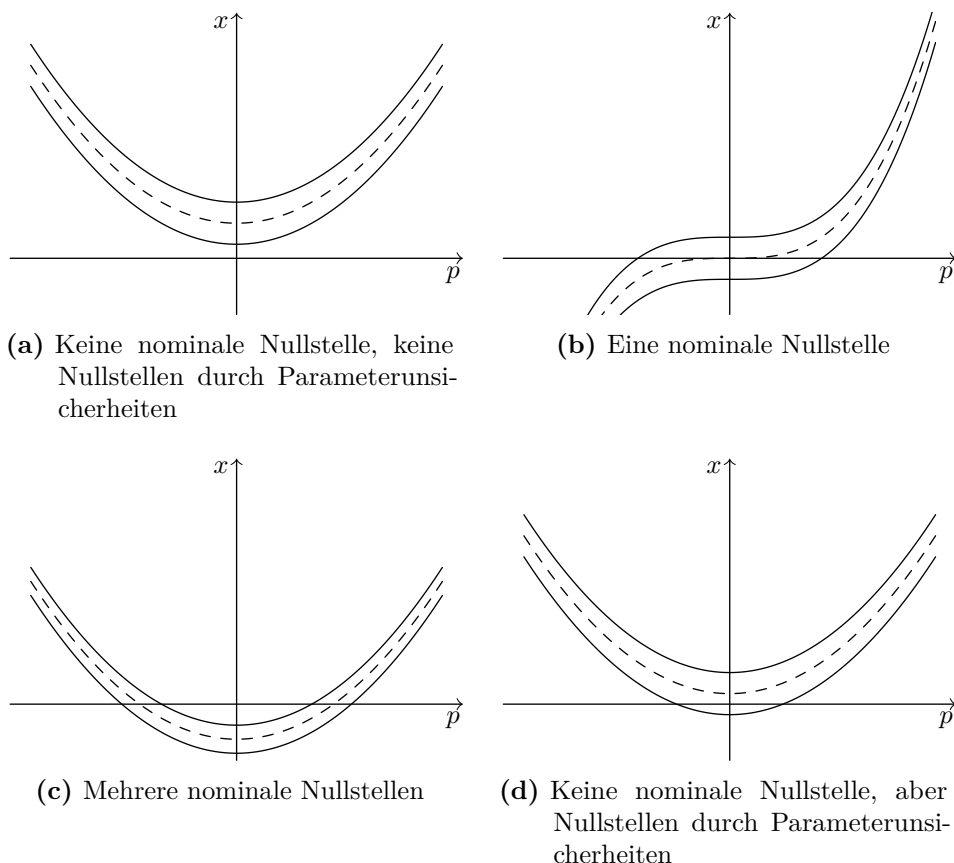 x
p
(a) Keine nominale Nullstelle, keine
Nullstellen durch Parameterunsi-
cherheiten
x
p
(b) Eine nominale Nullstelle
x
p
(c) Mehrere nominale Nullstellen
x
p
(d) Keine nominale Nullstelle, aber
Nullstellen durch Parameterunsi-
cherheiten